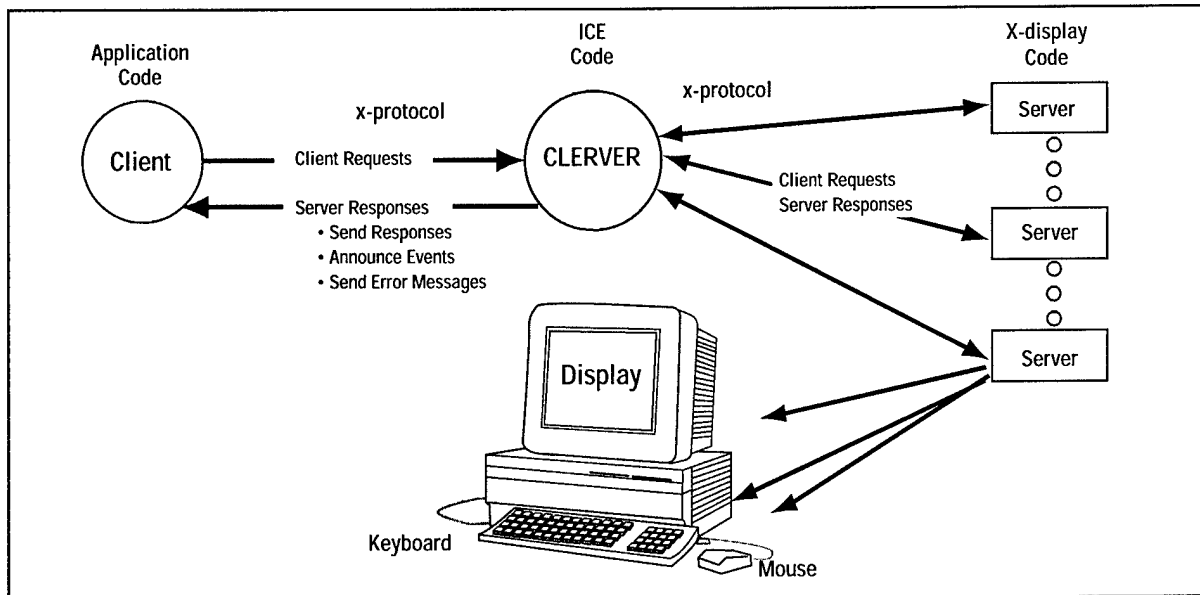 Application
Code
ICE
Code
X-display
Code
x-protocol
x-protocol
Client
Client Requests
CLERVER
Server
Server Responses
• Send Responses
• Announce Events
• Send Error Messages
Client Requests
Server Responses
Server
Server
Display
Keyboard
Mouse